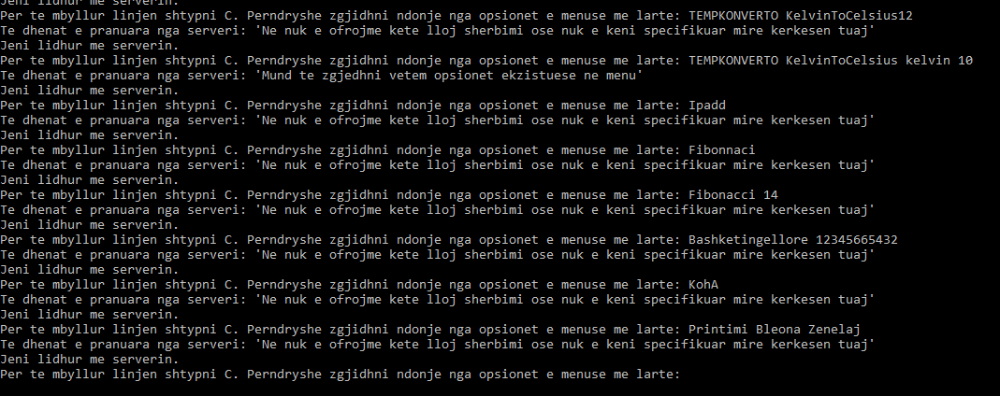 Jeni lidhur me serverin.
Per te mbyllur linjen shtypni C. Perndryshe zgjidhni ndonje nga opsionet e menuse me larte: TEMPKONVERTO KelvinToCelsius12
Te dhenat e pranuara nga serveri: 'Ne nuk e ofrojme kete lloj sherbimi ose nuk e keni specifikuar mire kerkesen tuaj'
Jeni lidhur me serverin.
Per te mbyllur linjen shtypni C. Perndryshe zgjidhni ndonje nga opsionet e menuse me larte: TEMPKONVERTO KelvinToCelsius kelvin 10
Te dhenat e pranuara nga serveri: 'Mund te zgjedhni vetem opsionet ekzistuese ne menu'
Jeni lidhur me serverin.
Per te mbyllur linjen shtypni C. Perndryshe zgjidhni ndonje nga opsionet e menuse me larte: Ipadd
Te dhenat e pranuara nga serveri: 'Ne nuk e ofrojme kete lloj sherbimi ose nuk e keni specifikuar mire kerkesen tuaj'
Jeni lidhur me serverin.
Per te mbyllur linjen shtypni C. Perndryshe zgjidhni ndonje nga opsionet e menuse me larte: Fibonnaci
Te dhenat e pranuara nga serveri: 'Ne nuk e ofrojme kete lloj sherbimi ose nuk e keni specifikuar mire kerkesen tuaj'
Jeni lidhur me serverin.
Per te mbyllur linjen shtypni C. Perndryshe zgjidhni ndonje nga opsionet e menuse me larte: Fibonacci 14
Te dhenat e pranuara nga serveri: 'Ne nuk e ofrojme kete lloj sherbimi ose nuk e keni specifikuar mire kerkesen tuaj'
Jeni lidhur me serverin.
Per te mbyllur linjen shtypni C. Perndryshe zgjidhni ndonje nga opsionet e menuse me larte: Bashketingellore 12345665432
Te dhenat e pranuara nga serveri: 'Ne nuk e ofrojme kete lloj sherbimi ose nuk e keni specifikuar mire kerkesen tuaj'
Jeni lidhur me serverin.
Per te mbyllur linjen shtypni C. Perndryshe zgjidhni ndonje nga opsionet e menuse me larte: KohA
Te dhenat e pranuara nga serveri: 'Ne nuk e ofrojme kete lloj sherbimi ose nuk e keni specifikuar mire kerkesen tuaj'
Jeni lidhur me serverin.
Per te mbyllur linjen shtypni C. Perndryshe zgjidhni ndonje nga opsionet e menuse me larte: Printimi Bleona Zenelaj
Te dhenat e pranuara nga serveri: 'Ne nuk e ofrojme kete lloj sherbimi ose nuk e keni specifikuar mire kerkesen tuaj'
Jeni lidhur me serverin.
Per te mbyllur linjen shtypni C. Perndryshe zgjidhni ndonje nga opsionet e menuse me larte: